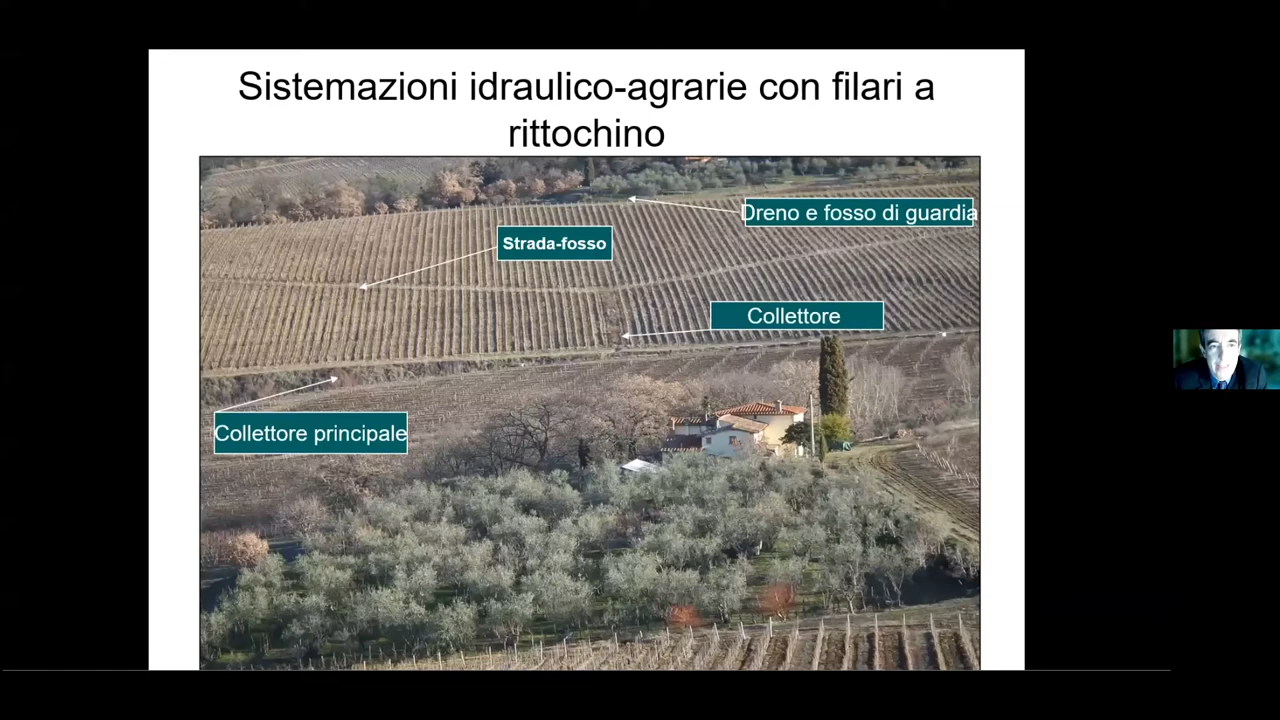 Sistemazioni idraulico-agrarie con filari a
rittochino
Dreno e fosso di guardia
Strada-fosso
Collettore
Collettore principale